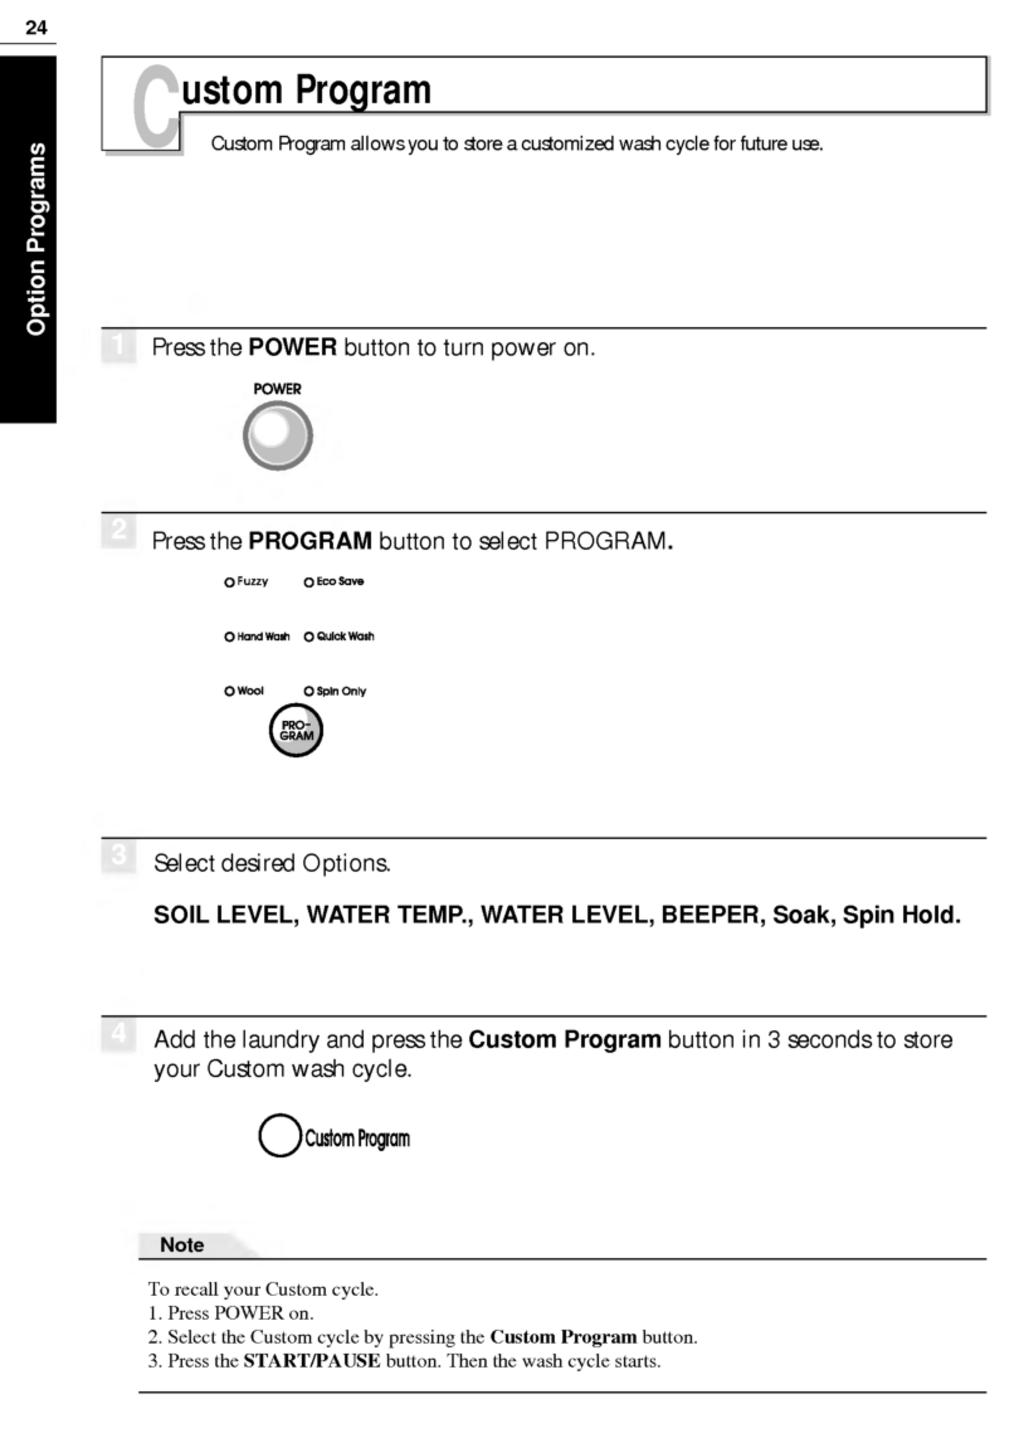 24
Option Programs
Custom Program
Custom Program allows you to store a customized wash cycle for future use.
1 Press the POWER button to turn power on.
POWER
2 Press the PROGRAM button to select PROGRAM.
Fuzzy Eco Save
Hand Wash Quick Wash
Wool Spin Only
PRO-
GRAM
3 Select desired Options.
SOIL LEVEL, WATER TEMP., WATER LEVEL, BEEPER, Soak, Spin Hold.
4 Add the laundry and press the Custom Program button in 3 seconds to store
your Custom wash cycle.
Custom Program
Note
To recall your Custom cycle.
1. Press POWER on.
2. Select the Custom cycle by pressing the Custom Program button.
3. Press the START/PAUSE button. Then the wash cycle starts.